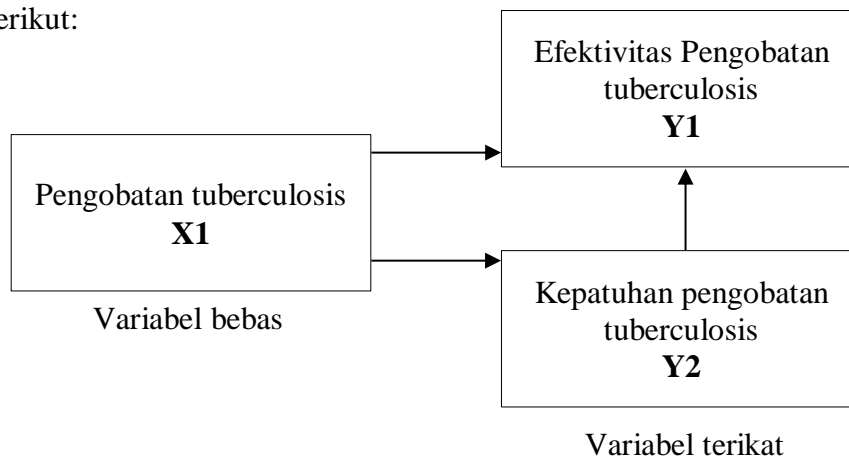 erikut:
Efektivitas Pengobatan
tuberculosis
Y1
Pengobatan tuberculosis
X1
Variabel bebas
Kepatuhan pengobatan
tuberculosis
Y2
Variabel terikat